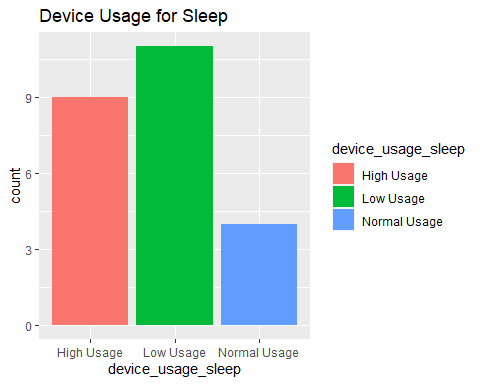 Device Usage for Sleep
count
9
6
3
0
High Usage Low Usage Normal Usage
device_usage_sleep
device_usage_sleep
High Usage
Low Usage
Normal Usage